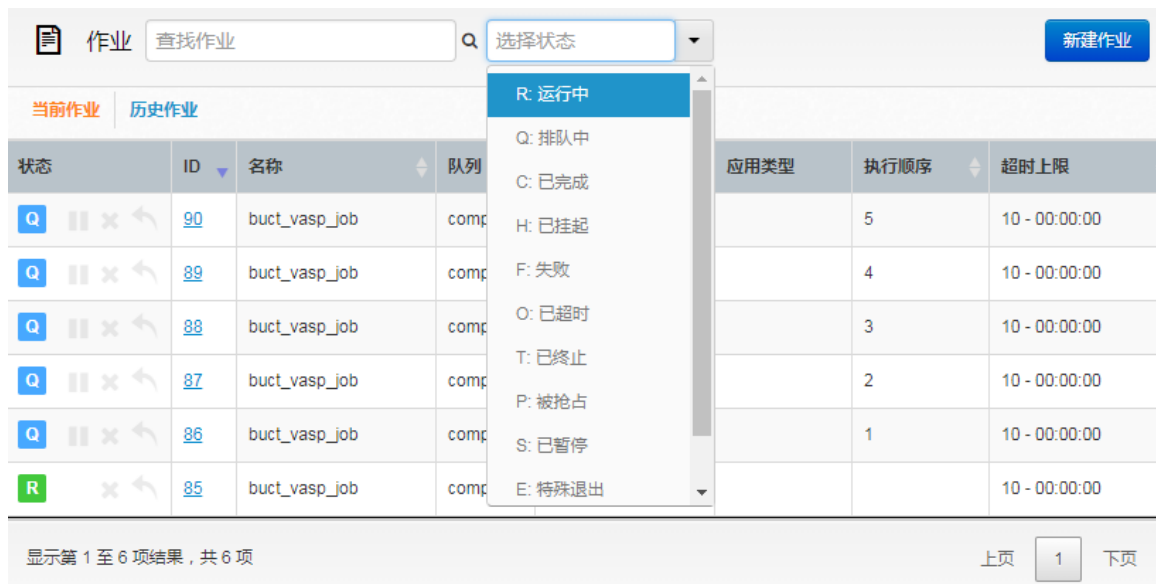 作业 查找作业 选择状态 新建作业
当前作业 历史作业
R: 运行中
Q: 排队中
C: 已完成
H: 已挂起
F: 失败
O: 已超时
T: 已终止
P: 被抢占
S: 已暂停
E: 特殊退出
状态 ID 名称 队列 应用类型 执行顺序 超时上限
Q 90 buct_vasp_job comp 5 10 - 00:00:00
Q 89 buct_vasp_job comp 4 10 - 00:00:00
Q 88 buct_vasp_job comp 3 10 - 00:00:00
Q 87 buct_vasp_job comp 2 10 - 00:00:00
Q 86 buct_vasp_job comp 1 10 - 00:00:00
R 85 buct_vasp_job comp 10 - 00:00:00
显示第 1 至 6 项结果，共 6 项 上页 1 下页